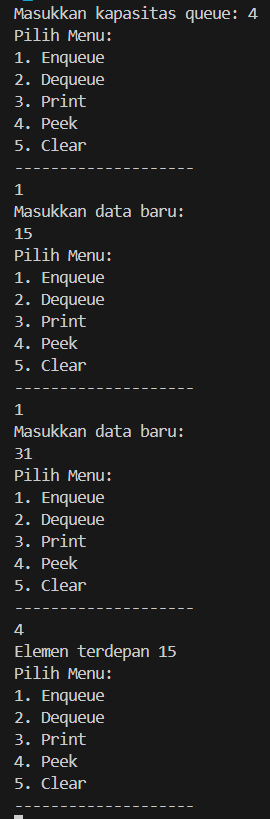 Masukkan kapasitas queue: 4
Pilih Menu:
1. Enqueue
2. Dequeue
3. Print
4. Peek
5. Clear
--------------------
1
Masukkan data baru:
15
Pilih Menu:
1. Enqueue
2. Dequeue
3. Print
4. Peek
5. Clear
--------------------
1
Masukkan data baru:
31
Pilih Menu:
1. Enqueue
2. Dequeue
3. Print
4. Peek
5. Clear
--------------------
4
Elemen terdepan 15
Pilih Menu:
1. Enqueue
2. Dequeue
3. Print
4. Peek
5. Clear
--------------------